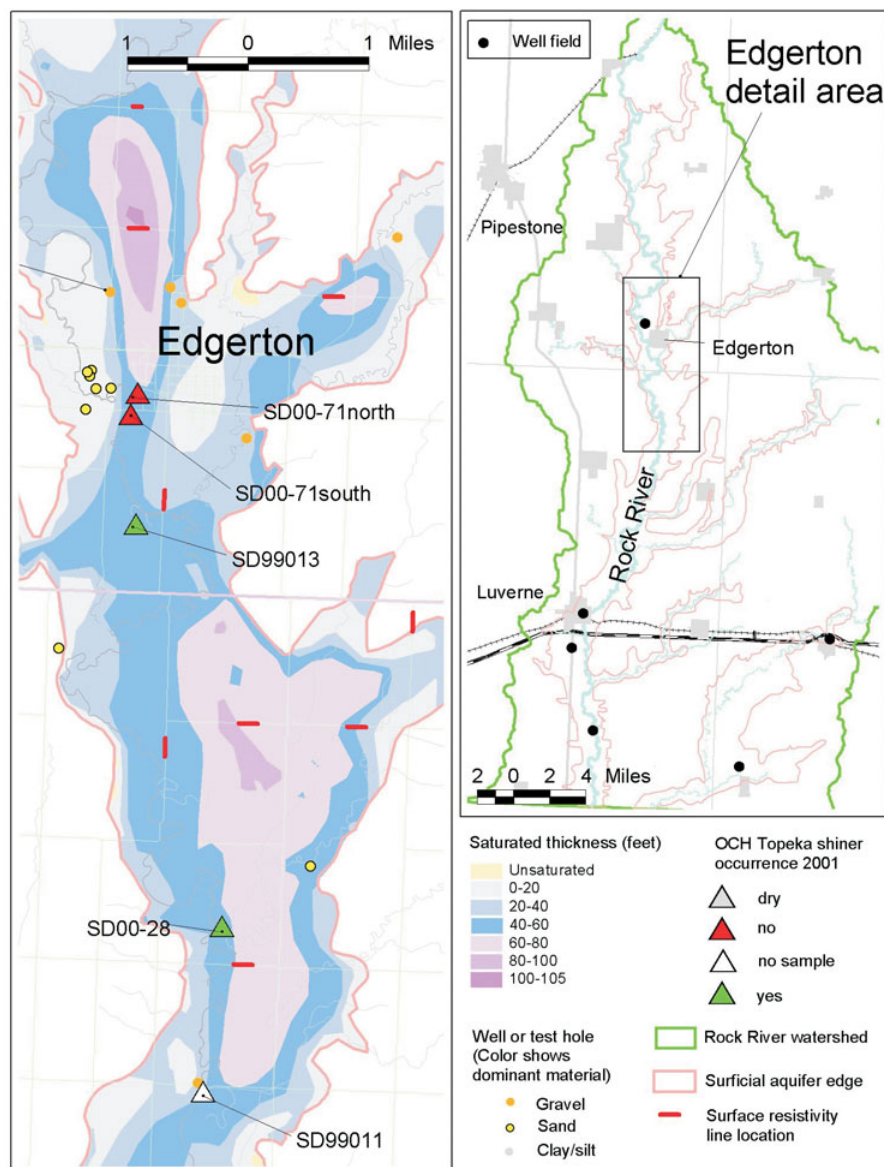 1 0 1 Miles
Edgerton
SD00-71north
SD00-71south
SD99013
SD00-28
SD99011
Well field
Edgerton
detail area
Pipestone
Edgerton
Rock River
Luverne
2 0 2 4 Miles
Saturated thickness (feet)
Unsaturated
0-20
20-40
40-60
60-80
80-100
100-105
Well or test hole
(Color shows
dominant material)
Gravel
Sand
Clay/silt
OCH Topeka shiner
occurrence 2001
dry
no
no sample
yes
Rock River watershed
Surficial aquifer edge
Surface resistivity
line location